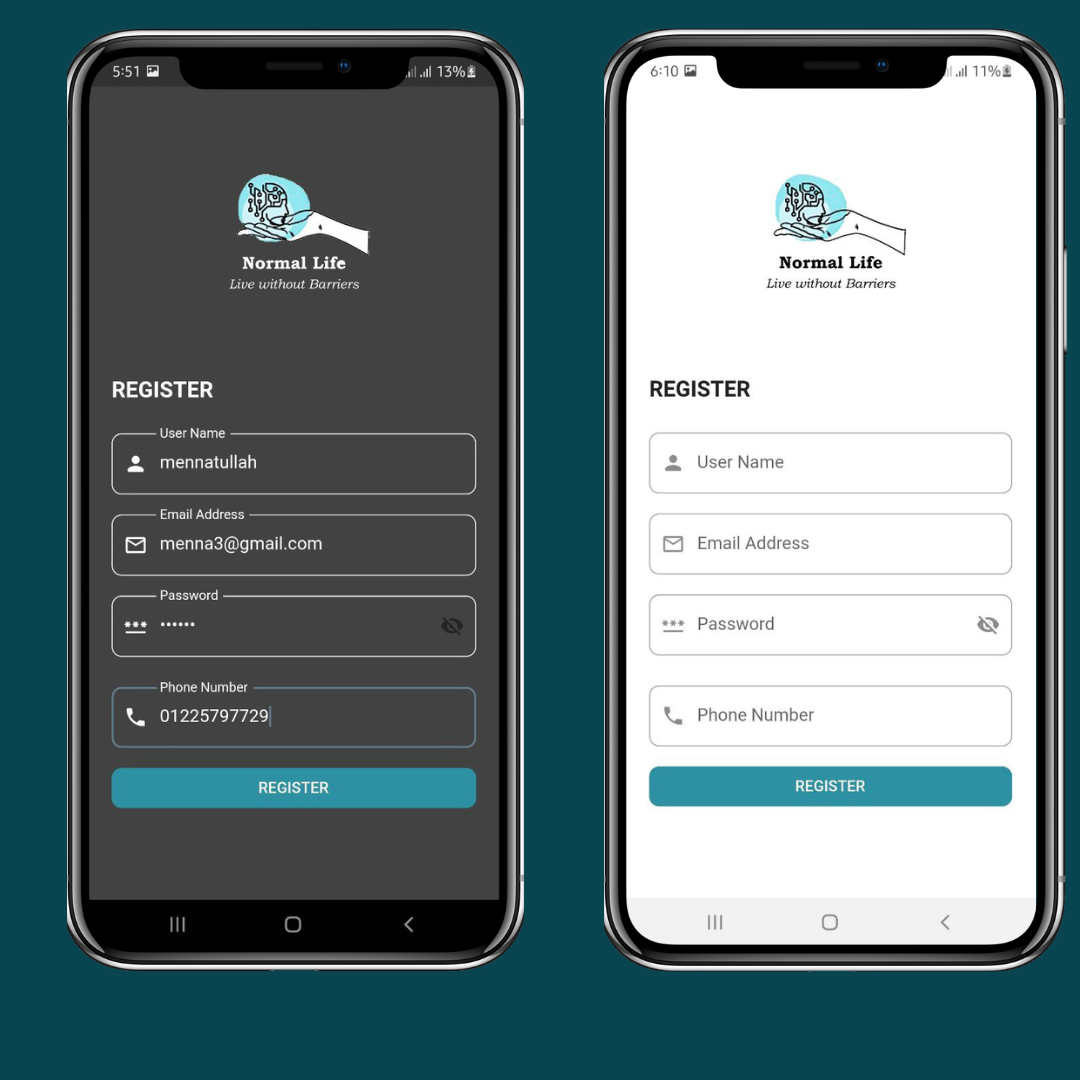 5:51 13%
Normal Life
Live without Barriers
REGISTER
User Name
mennatullah
Email Address
menna3@gmail.com
Password
*** ••••••
Phone Number
01225797729
REGISTER
6:10 11%
Normal Life
Live without Barriers
REGISTER
User Name
Email Address
*** Password
Phone Number
REGISTER